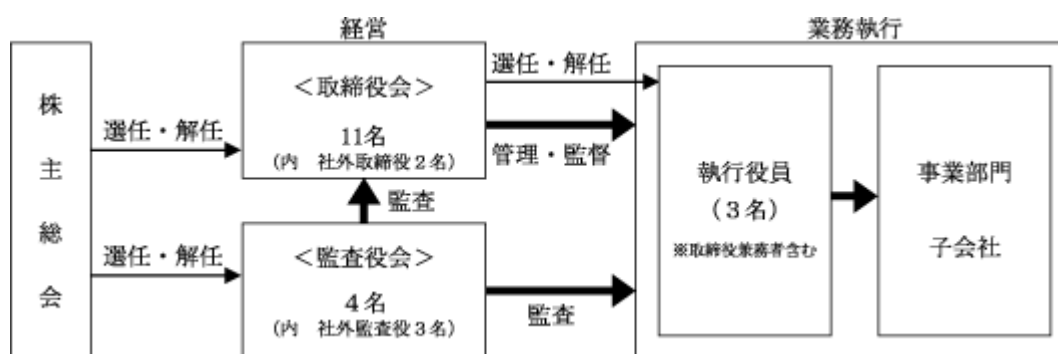 経営
業務執行
株主総会
選任・解任
＜取締役会＞
11名
（内　社外取締役２名）
選任・解任
管理・監督
監査
選任・解任
＜監査役会＞
４名
（内　社外監査役３名）
監査
執行役員
（３名）
※取締役兼務者含む
事業部門
子会社